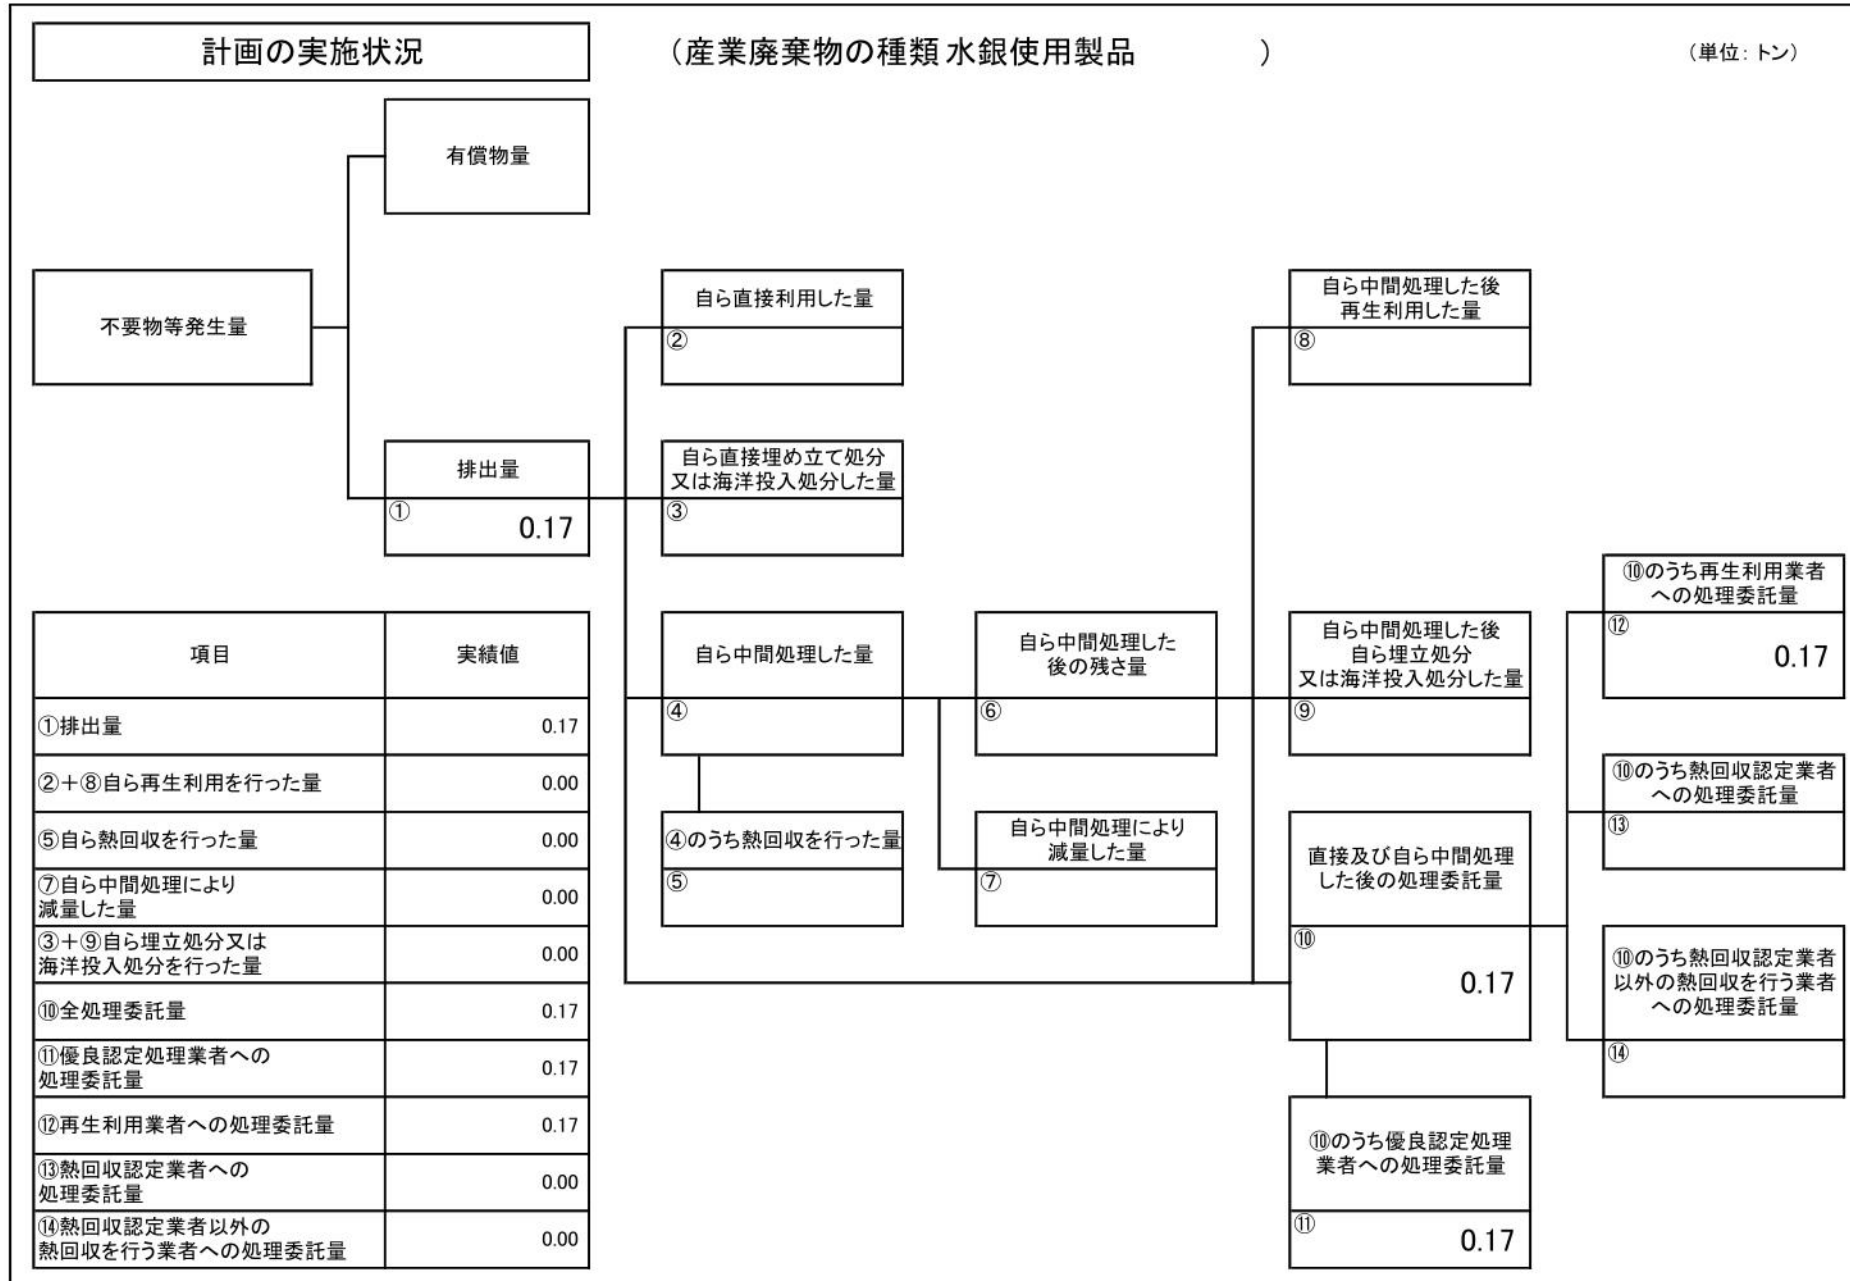 計画の実施状況
（産業廃棄物の種類 水銀使用製品　　　　）
（単位：トン）
有償物量
不要物等発生量
自ら直接利用した量
②
自ら中間処理した後
再生利用した量
⑧
排出量
①
0.17
自ら直接埋め立て処分
又は海洋投入処分した量
③
自ら中間処理した量
④
自ら中間処理した
後の残さ量
⑥
自ら中間処理した後
自ら埋立処分
又は海洋投入処分した量
⑨
⑩のうち再生利用業者
への処理委託量
⑫
0.17
④のうち熱回収を行った量
⑤
自ら中間処理により
減量した量
⑦
直接及び自ら中間処理
した後の処理委託量
⑩
0.17
⑩のうち熱回収認定業者
への処理委託量
⑬
⑩のうち熱回収認定業者
以外の熱回収を行う業者
への処理委託量
⑭
⑩のうち優良認定処理
業者への処理委託量
⑪
0.17
項目 実績値
①排出量 0.17
②＋⑧自ら再生利用を行った量 0.00
⑤自ら熱回収を行った量 0.00
⑦自ら中間処理により
減量した量 0.00
③＋⑨自ら埋立処分又は
海洋投入処分を行った量 0.00
⑩全処理委託量 0.17
⑪優良認定処理業者への
処理委託量 0.17
⑫再生利用業者への処理委託量 0.17
⑬熱回収認定業者への
処理委託量 0.00
⑭熱回収認定業者以外の
熱回収を行う業者への処理委託量 0.00